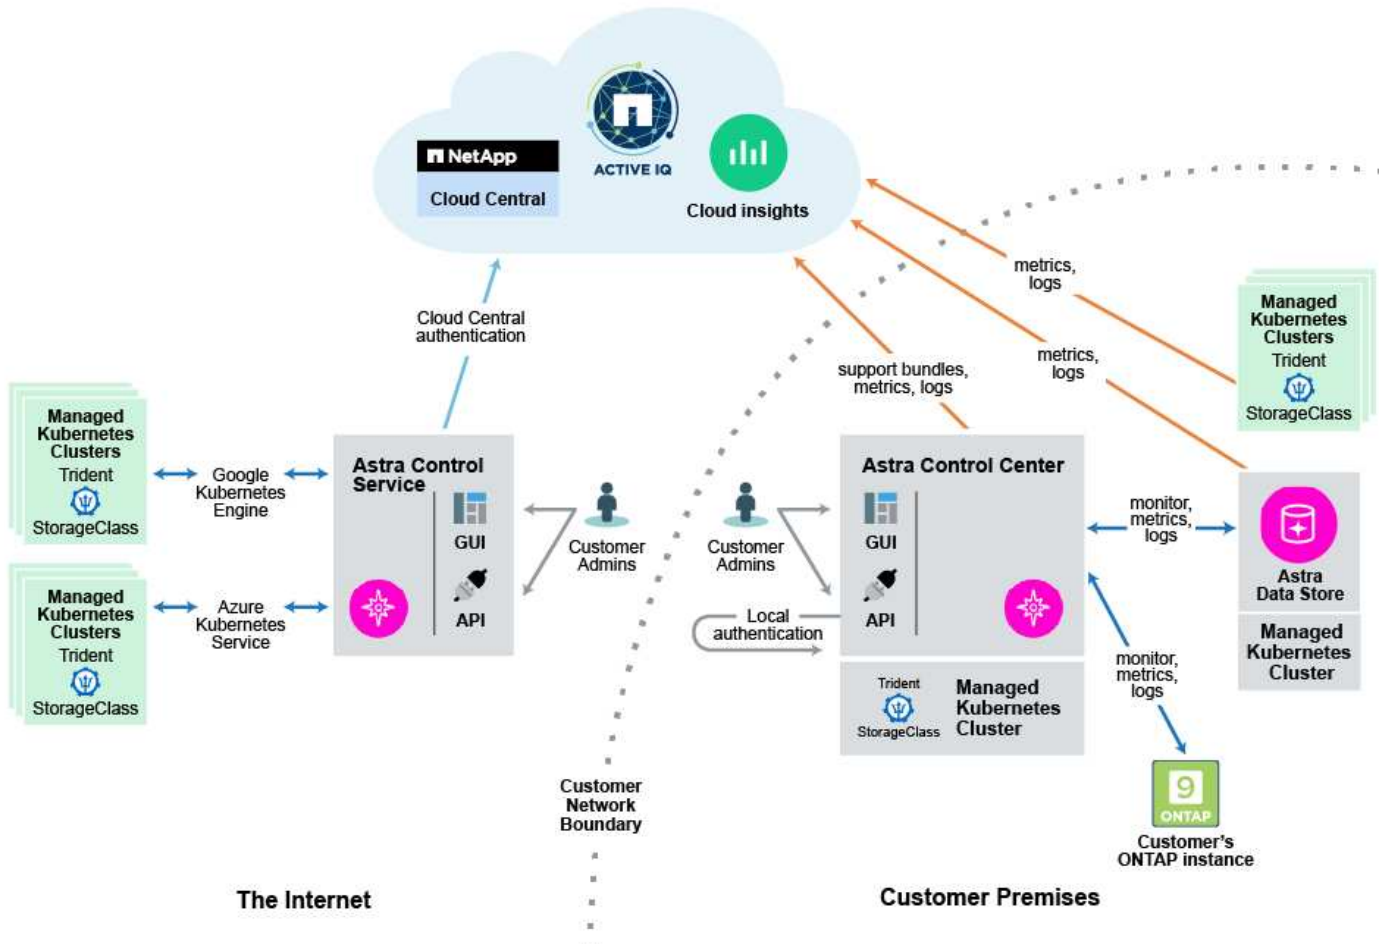 NetApp
Cloud Central
ACTIVE IQ
Cloud insights
Cloud Central
authentication
metrics,
logs
metrics,
logs
support bundles,
metrics, logs
Managed
Kubernetes
Clusters
Trident
StorageClass
Managed
Kubernetes
Clusters
Trident
StorageClass
Google
Kubernetes
Engine
Astra Control
Service
GUI
API
Customer
Admins
Customer
Admins
Astra Control Center
GUI
API
Local
authentication
monitor,
metrics,
logs
Astra
Data Store
Managed
Kubernetes
Cluster
Managed
Kubernetes
Clusters
Trident
StorageClass
Azure
Kubernetes
Service
Trident
StorageClass
Managed
Kubernetes
Cluster
monitor,
metrics,
logs
9
ONTAP
Customer's
ONTAP instance
Customer
Network
Boundary
The Internet
Customer Premises